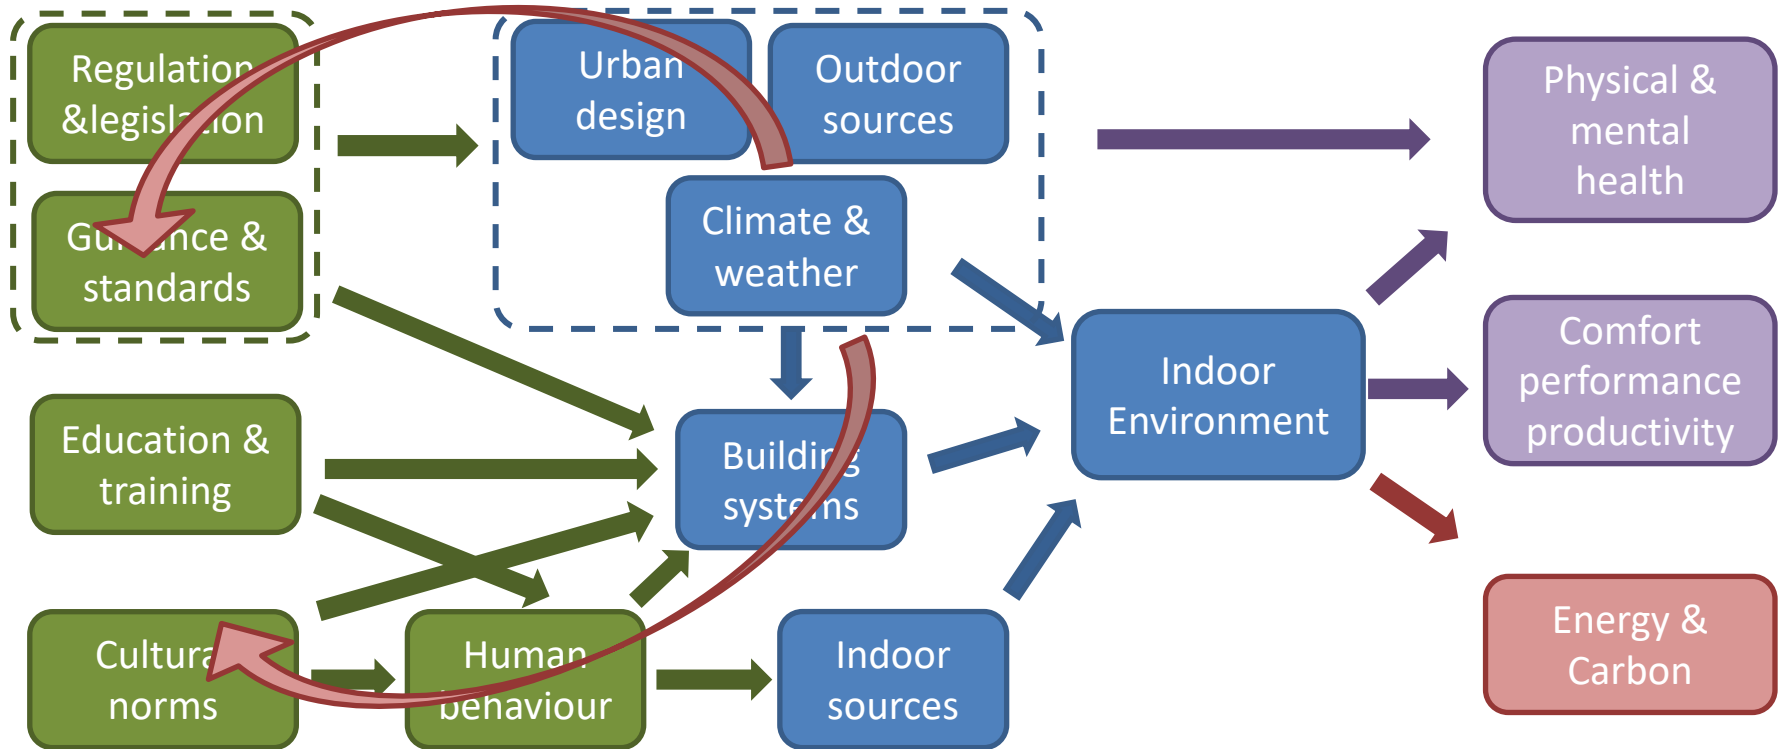 Regulation
&legislation
Guidance &
standards
Education &
training
Cultural
norms
Urban
design
Outdoor
sources
Climate &
weather
Building
systems
Human
behaviour
Indoor
sources
Indoor
Environment
Physical &
mental
health
Comfort
performance
productivity
Energy &
Carbon